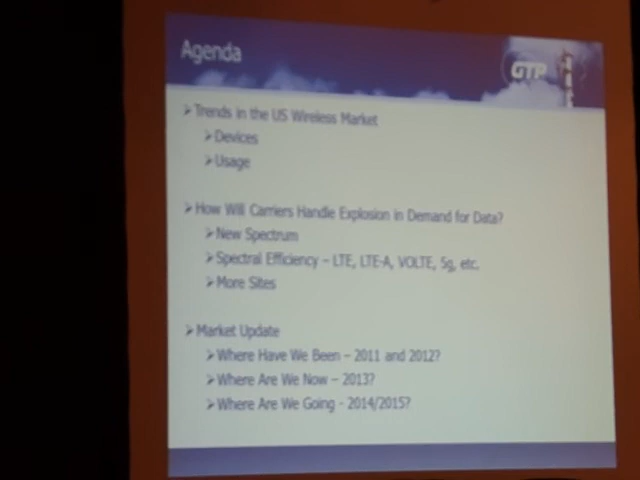 Agenda
GTP
➢Trends in the US Wireless Market
➢Devices
➢Usage
➢How Will Carriers Handle Explosion in Demand for Data?
➢New Spectrum
➢Spectral Efficiency – LTE, LTE-A, VOLTE, 5g, etc.
➢More Sites
➢Market Update
➢Where Have We Been – 2011 and 2012?
➢Where Are We Now – 2013?
➢Where Are We Going - 2014/2015?